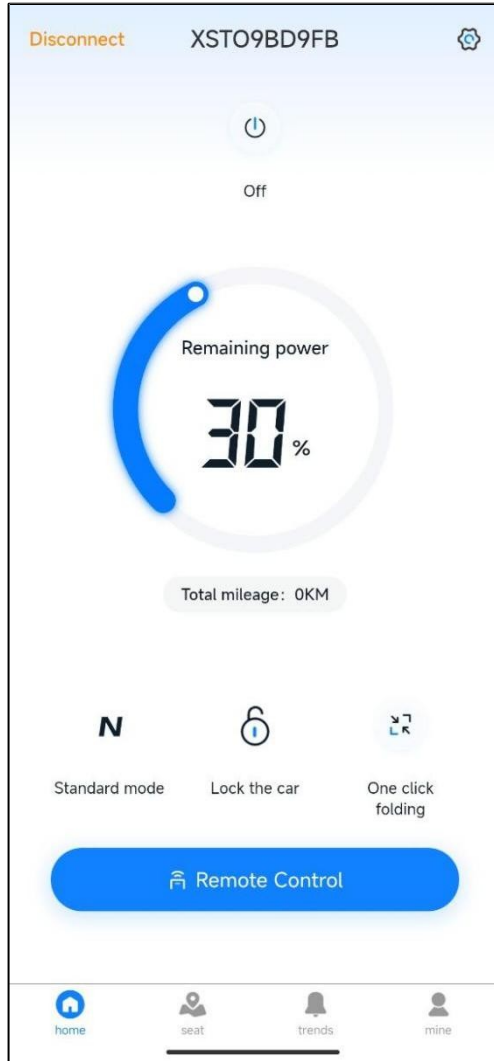 Disconnect XSTO9BD9FB
Off
Remaining power
30 %
Total mileage: 0KM
N
Standard mode Lock the car One click
folding
Remote Control
home seat trends mine